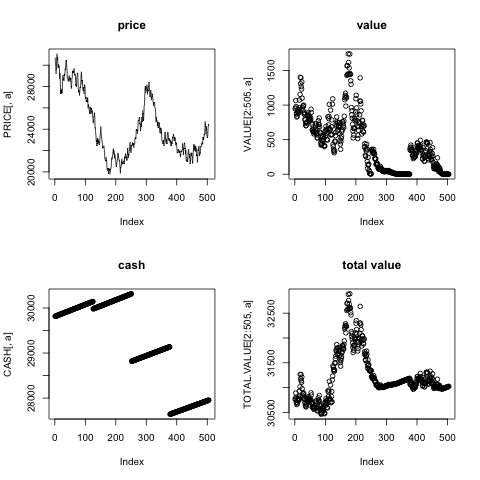 price
PRICE[, a]
20000 24000 28000
0 100 200 300 400 500
Index
value
VALUE[2:505, a]
0 500 1000 1500
0 100 200 300 400 500
Index
cash
CASH[, a]
28000 29000 30000
0 100 200 300 400 500
Index
total value
TOTAL.VALUE[2:505, a]
30500 31500 32500
0 100 200 300 400 500
Index